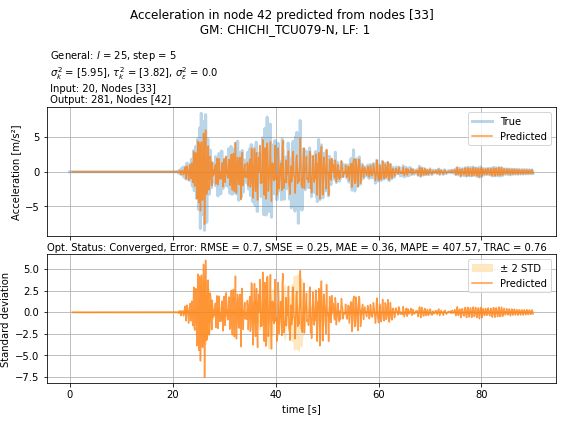 Acceleration in node 42 predicted from nodes [33]
GM: CHICHI_TCU079-N, LF: 1
General: l = 25, step = 5
σ²ₖ = [5.95], τ²ₖ = [3.82], σ²ε = 0.0
Input: 20, Nodes [33]
Output: 281, Nodes [42]
Acceleration [m/s²]
5
0
−5
True
Predicted
Opt. Status: Converged, Error: RMSE = 0.7, SMSE = 0.25, MAE = 0.36, MAPE = 407.57, TRAC = 0.76
Standard deviation
5.0
2.5
0.0
−2.5
−5.0
−7.5
± 2 STD
Predicted
0 20 40 60 80
time [s]